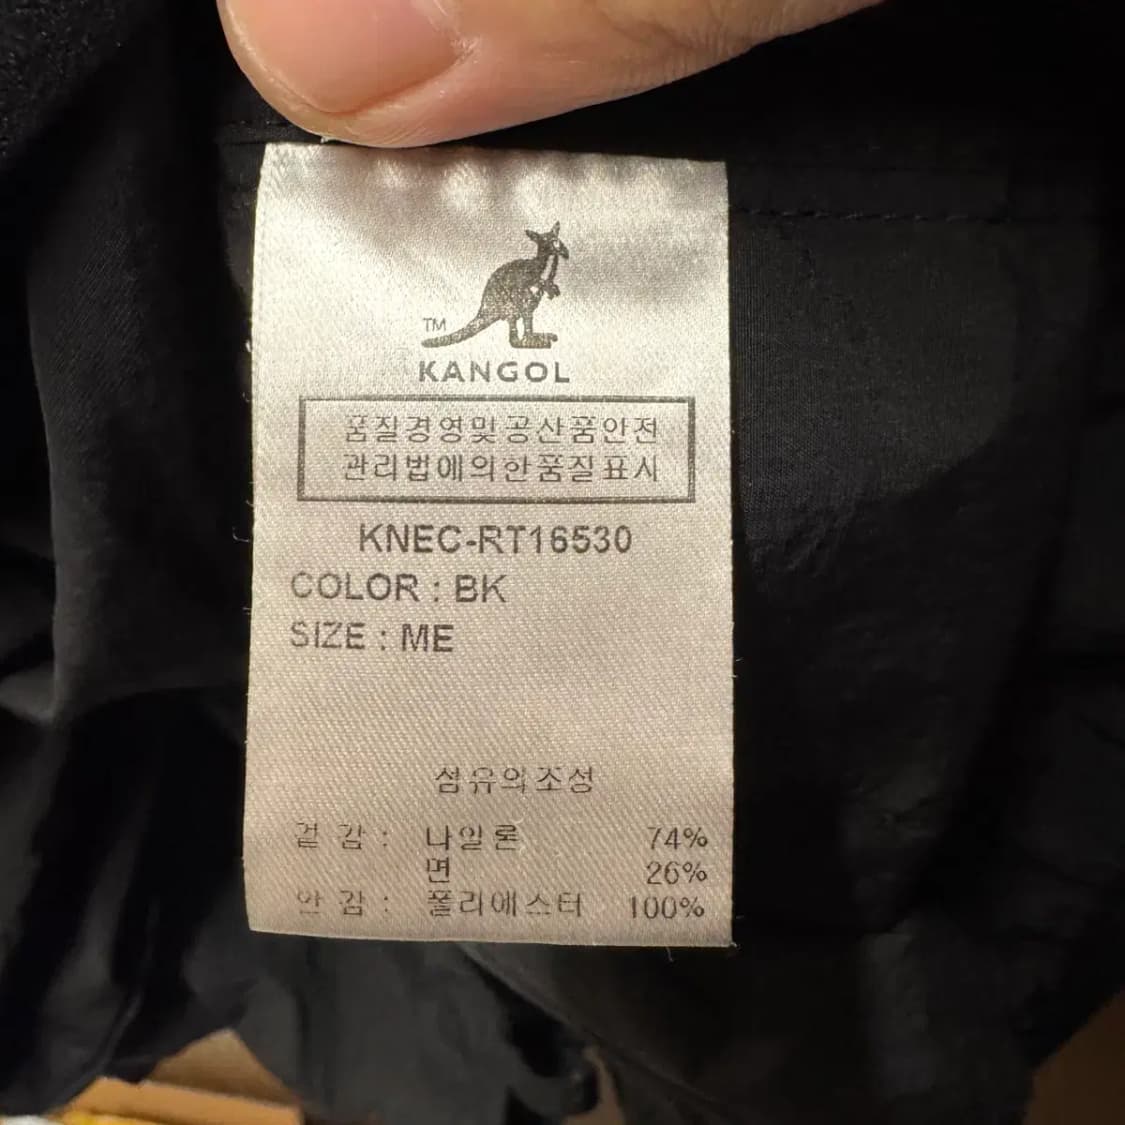 TM
KANGOL
품질경영및공산품안전
관리법에의한품질표시
KNEC-RT16530
COLOR : BK
SIZE : ME
섬유의조성
겉 감 : 나일론 74%
면 26%
안 감 : 폴리에스터 100%